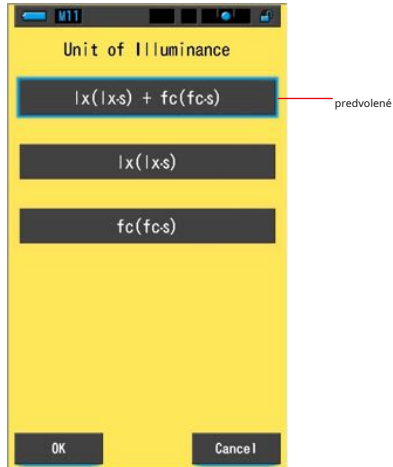 M11
Unit of Illuminance
lx(lx·s) + fc(fc·s)
predvolené
lx(lx·s)
fc(fc·s)
OK
Cancel